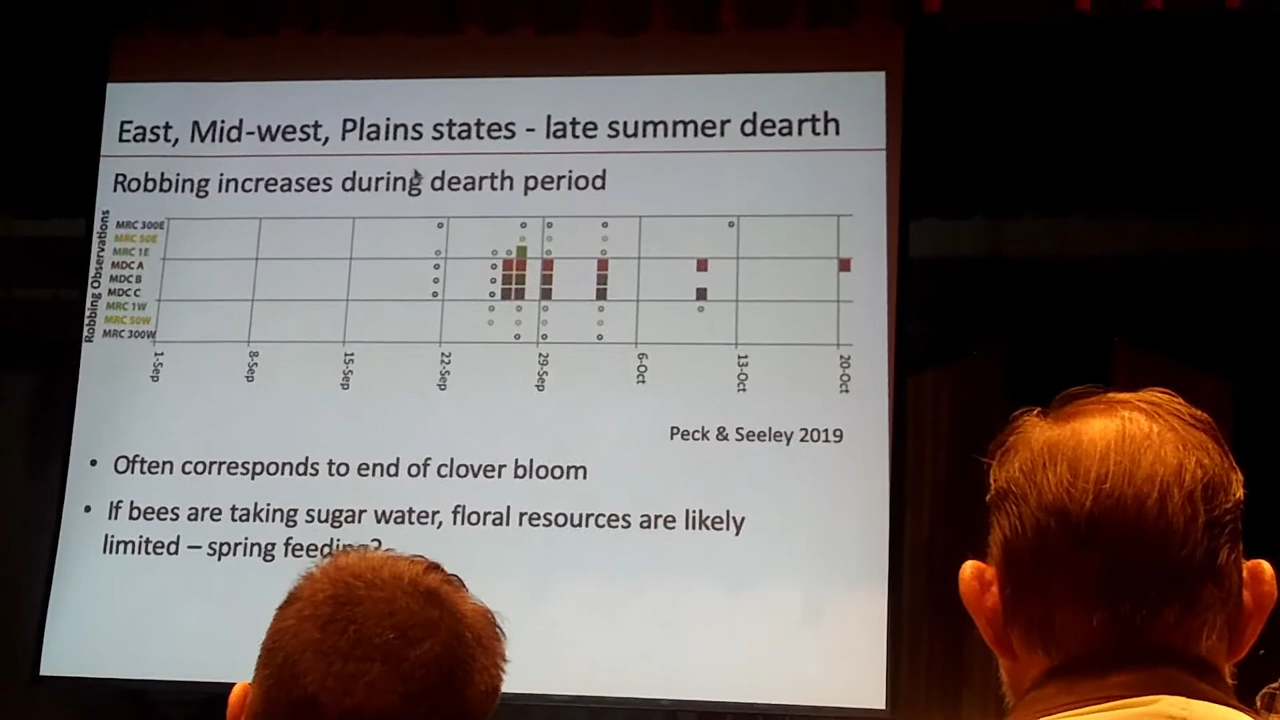 East, Mid-west, Plains states - late summer dearth
Robbing increases during dearth period
Robbing Observations
MRC 300E
MRC 50E
MRC 1E
MDC A
MDC B
MDC C
MRC 1W
MRC 50W
MRC 300W
1-Sep
8-Sep
15-Sep
22-Sep
29-Sep
6-Oct
13-Oct
20-Oct
Peck & Seeley 2019
• Often corresponds to end of clover bloom
• If bees are taking sugar water, floral resources are likely
limited – spring feeding?